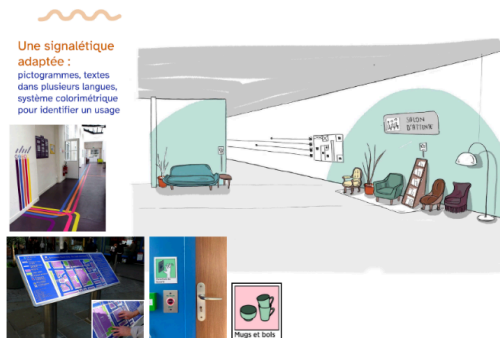 Une signalétique
adaptée :
pictogrammes, textes
dans plusieurs langues,
système colorimétrique
pour identifier un usage
SALON
D'ATTENTE
Mugs et bols